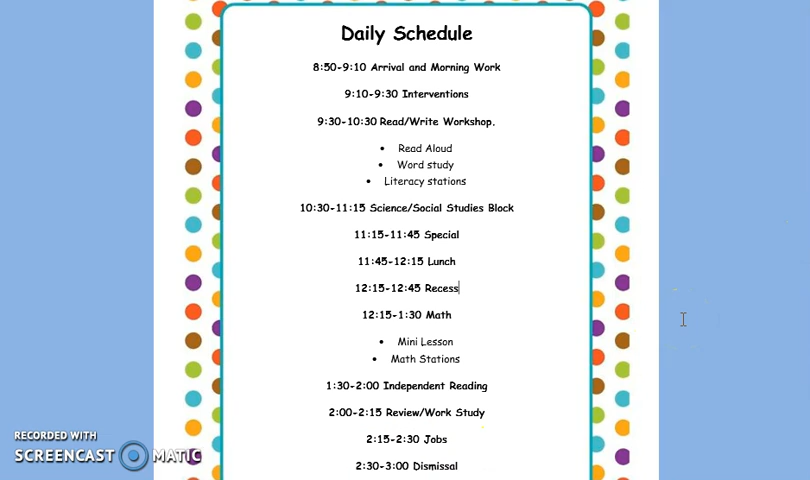 Daily Schedule
8:50-9:10 Arrival and Morning Work
9:10-9:30 Interventions
9:30-10:30 Read/Write Workshop.
• Read Aloud
• Word study
• Literacy stations
10:30-11:15 Science/Social Studies Block
11:15-11:45 Special
11:45-12:15 Lunch
12:15-12:45 Recess
12:15-1:30 Math
• Mini Lesson
• Math Stations
1:30-2:00 Independent Reading
2:00-2:15 Review/Work Study
2:15-2:30 Jobs
2:30-3:00 Dismissal
RECORDED WITH
SCREENCAST MATIC